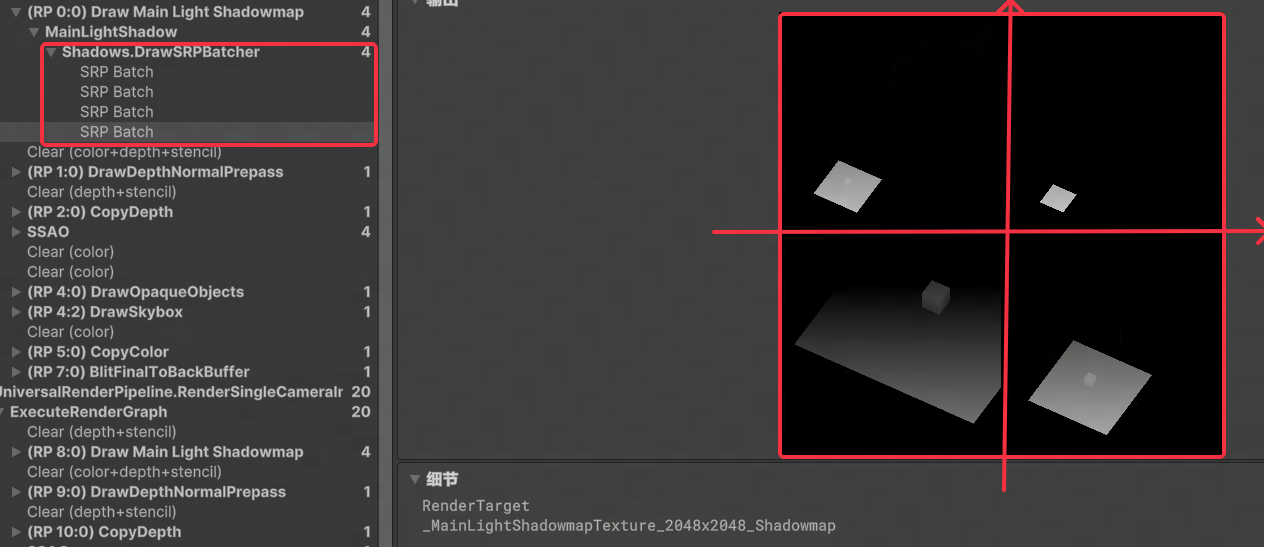 (RP 0:0) Draw Main Light Shadowmap 4
MainLightShadow 4
Shadows.DrawSRPBatcher 4
SRP Batch
SRP Batch
SRP Batch
SRP Batch
Clear (color+depth+stencil)
(RP 1:0) DrawDepthNormalPrepass 1
Clear (depth+stencil)
(RP 2:0) CopyDepth 1
SSAO 4
Clear (color)
Clear (color)
(RP 4:0) DrawOpaqueObjects 1
(RP 4:2) DrawSkybox 1
Clear (color)
(RP 5:0) CopyColor 1
(RP 7:0) BlitFinalToBackBuffer 1
UniversalRenderPipeline.RenderSingleCameraIr 20
ExecuteRenderGraph 20
Clear (depth+stencil)
(RP 8:0) Draw Main Light Shadowmap 4
Clear (color+depth+stencil)
(RP 9:0) DrawDepthNormalPrepass 1
Clear (depth+stencil)
(RP 10:0) CopyDepth 1
输出
细节
RenderTarget
_MainLightShadowmapTexture_2048x2048_Shadowmap